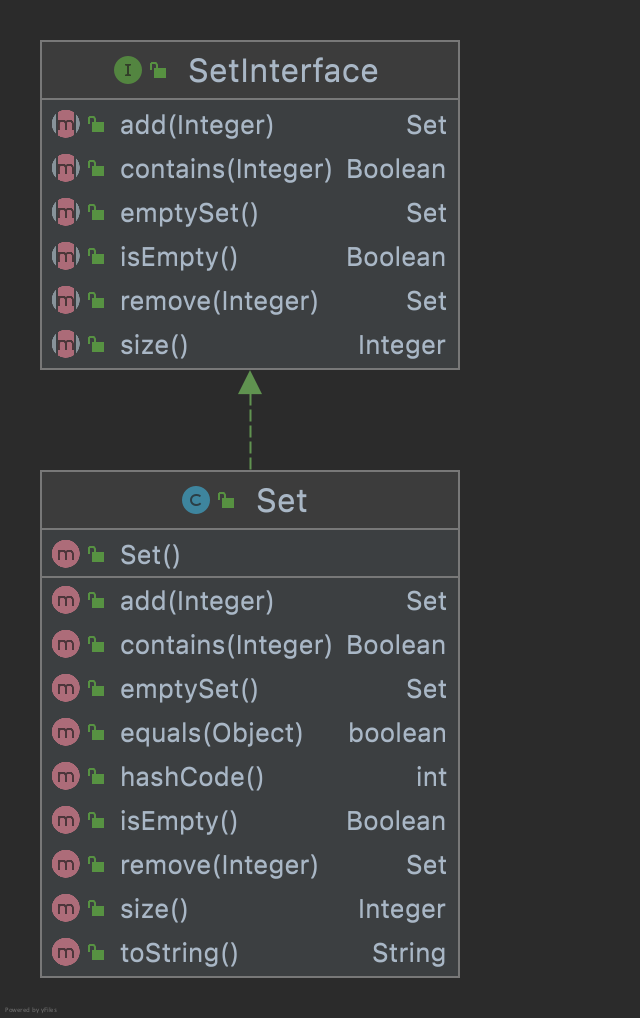 I SetInterface
m add(Integer) Set
m contains(Integer) Boolean
m emptySet() Set
m isEmpty() Boolean
m remove(Integer) Set
m size() Integer
C Set
m Set()
m add(Integer) Set
m contains(Integer) Boolean
m emptySet() Set
m equals(Object) boolean
m hashCode() int
m isEmpty() Boolean
m remove(Integer) Set
m size() Integer
m toString() String
Powered by yFiles